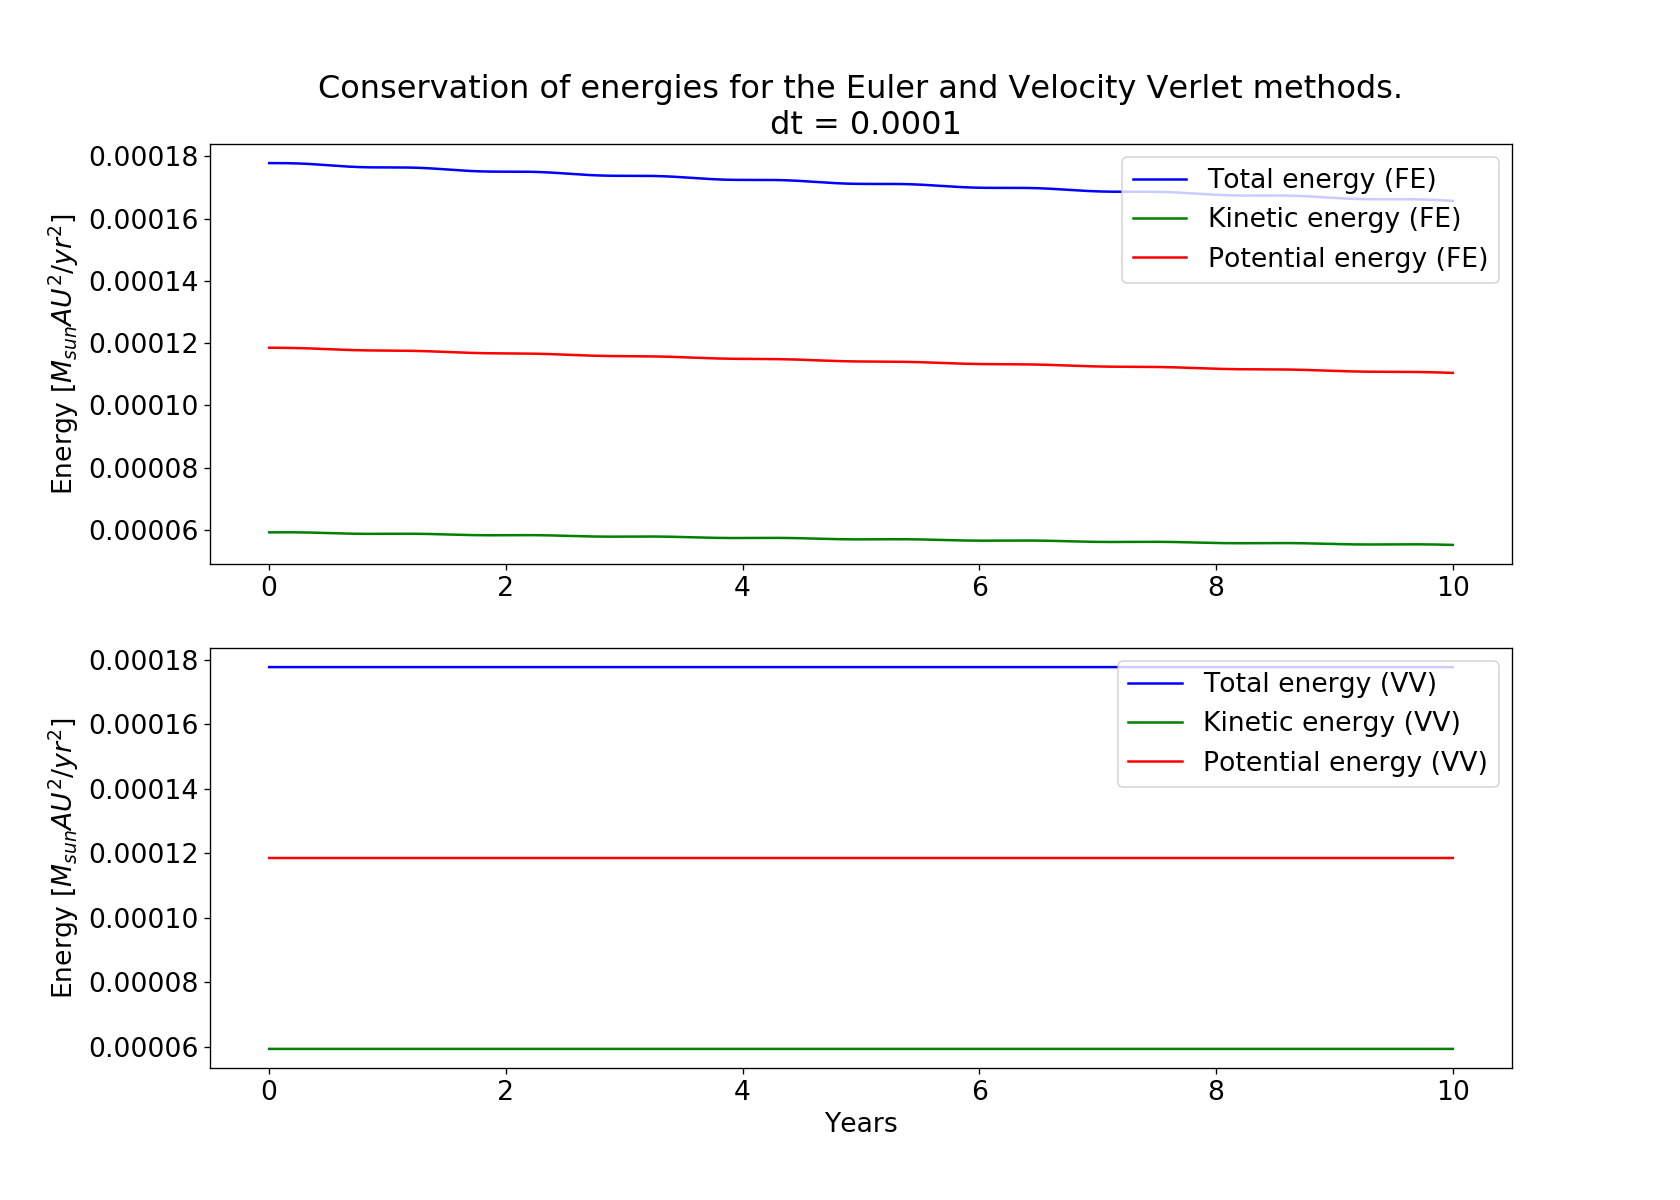 Conservation of energies for the Euler and Velocity Verlet methods.
dt = 0.0001
Energy [M_{sun}AU^2/yr^2]
0.00018
0.00016
0.00014
0.00012
0.00010
0.00008
0.00006
Total energy (FE)
Kinetic energy (FE)
Potential energy (FE)
0 2 4 6 8 10
Energy [M_{sun}AU^2/yr^2]
0.00018
0.00016
0.00014
0.00012
0.00010
0.00008
0.00006
Total energy (VV)
Kinetic energy (VV)
Potential energy (VV)
0 2 4 6 8 10
Years